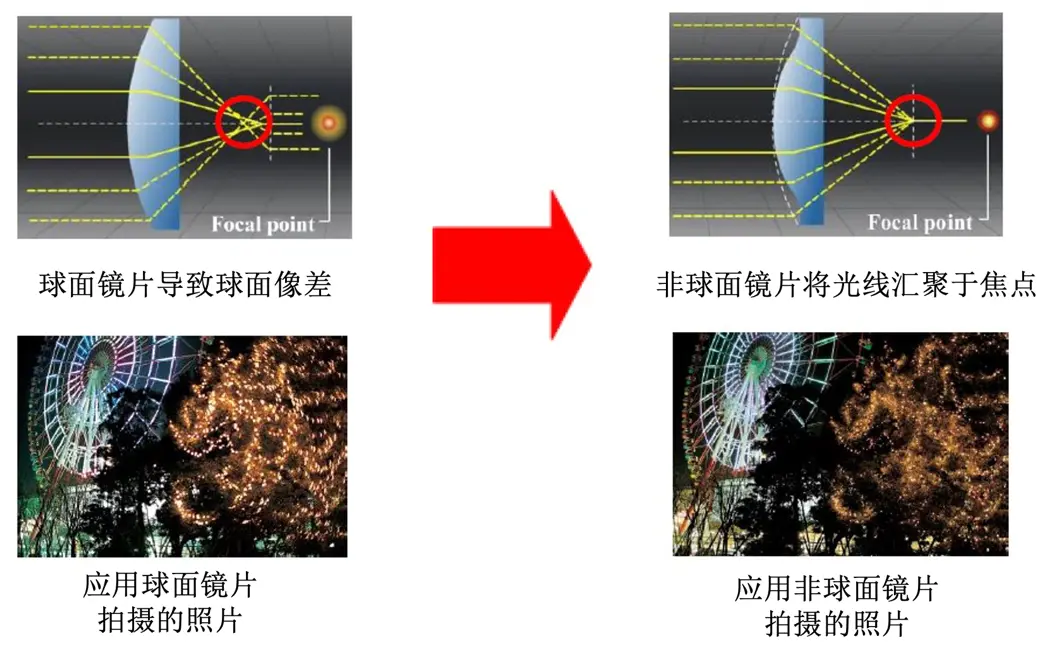 Focal point
Focal point
球面镜片导致球面像差
非球面镜片将光线汇聚于焦点
应用球面镜片
拍摄的照片
应用非球面镜片
拍摄的照片